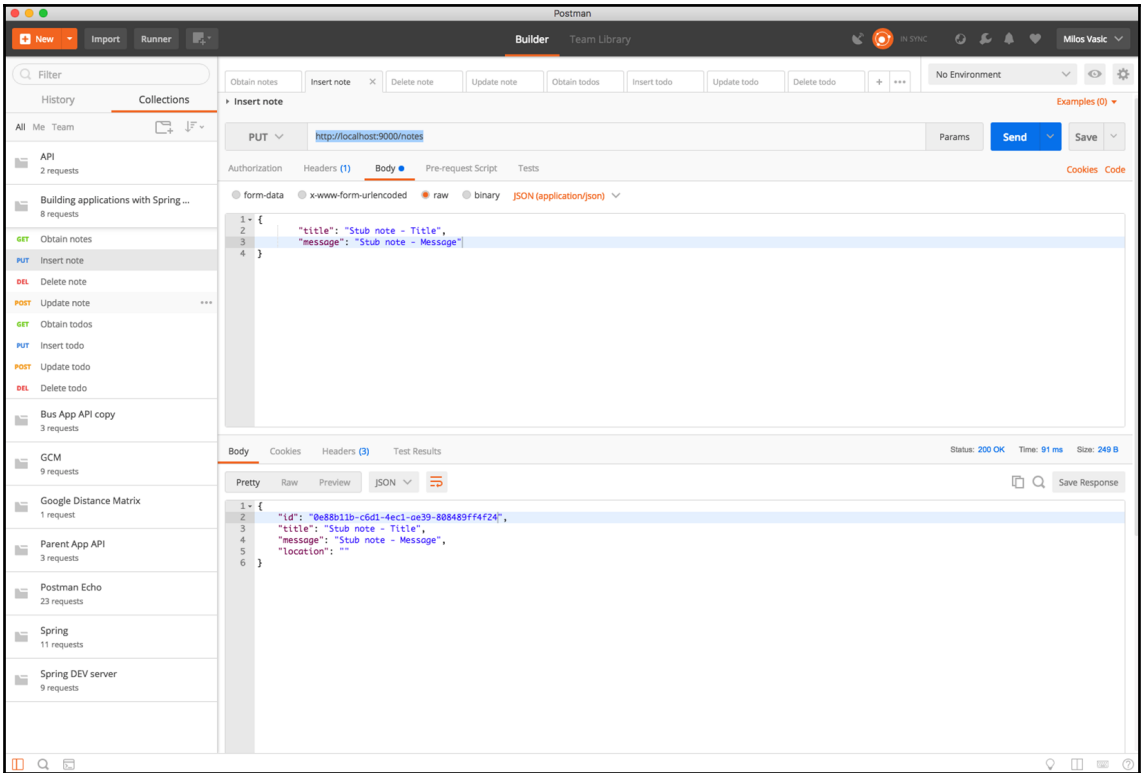 Postman
New Import Runner Builder Team Library IN SYNC Milos Vasic
Filter
History Collections
All Me Team
API
2 requests
Building applications with Spring ...
8 requests
GET Obtain notes
PUT Insert note
DEL Delete note
POST Update note
GET Obtain todos
PUT Insert todo
POST Update todo
DEL Delete todo
Bus App API copy
3 requests
GCM
9 requests
Google Distance Matrix
1 request
Parent App API
3 requests
Postman Echo
23 requests
Spring
11 requests
Spring DEV server
9 requests
Obtain notes Insert note Delete note Update note Obtain todos Insert todo Update todo Delete todo No Environment
Insert note Examples (0)
PUT http://localhost:9000/notes Params Send Save
Authorization Headers (1) Body Pre-request Script Tests Cookies Code
form-data x-www-form-urlencoded raw binary JSON (application/json)
1 {
2 "title": "Stub note - Title",
3 "message": "Stub note - Message"
4 }
Body Cookies Headers (3) Test Results Status: 200 OK Time: 91 ms Size: 249 B
Pretty Raw Preview JSON Save Response
1 {
2 "id": "0e88b11b-c6d1-4ec1-ae39-808489ff4f24",
3 "title": "Stub note - Title",
4 "message": "Stub note - Message",
5 "location": ""
6 }